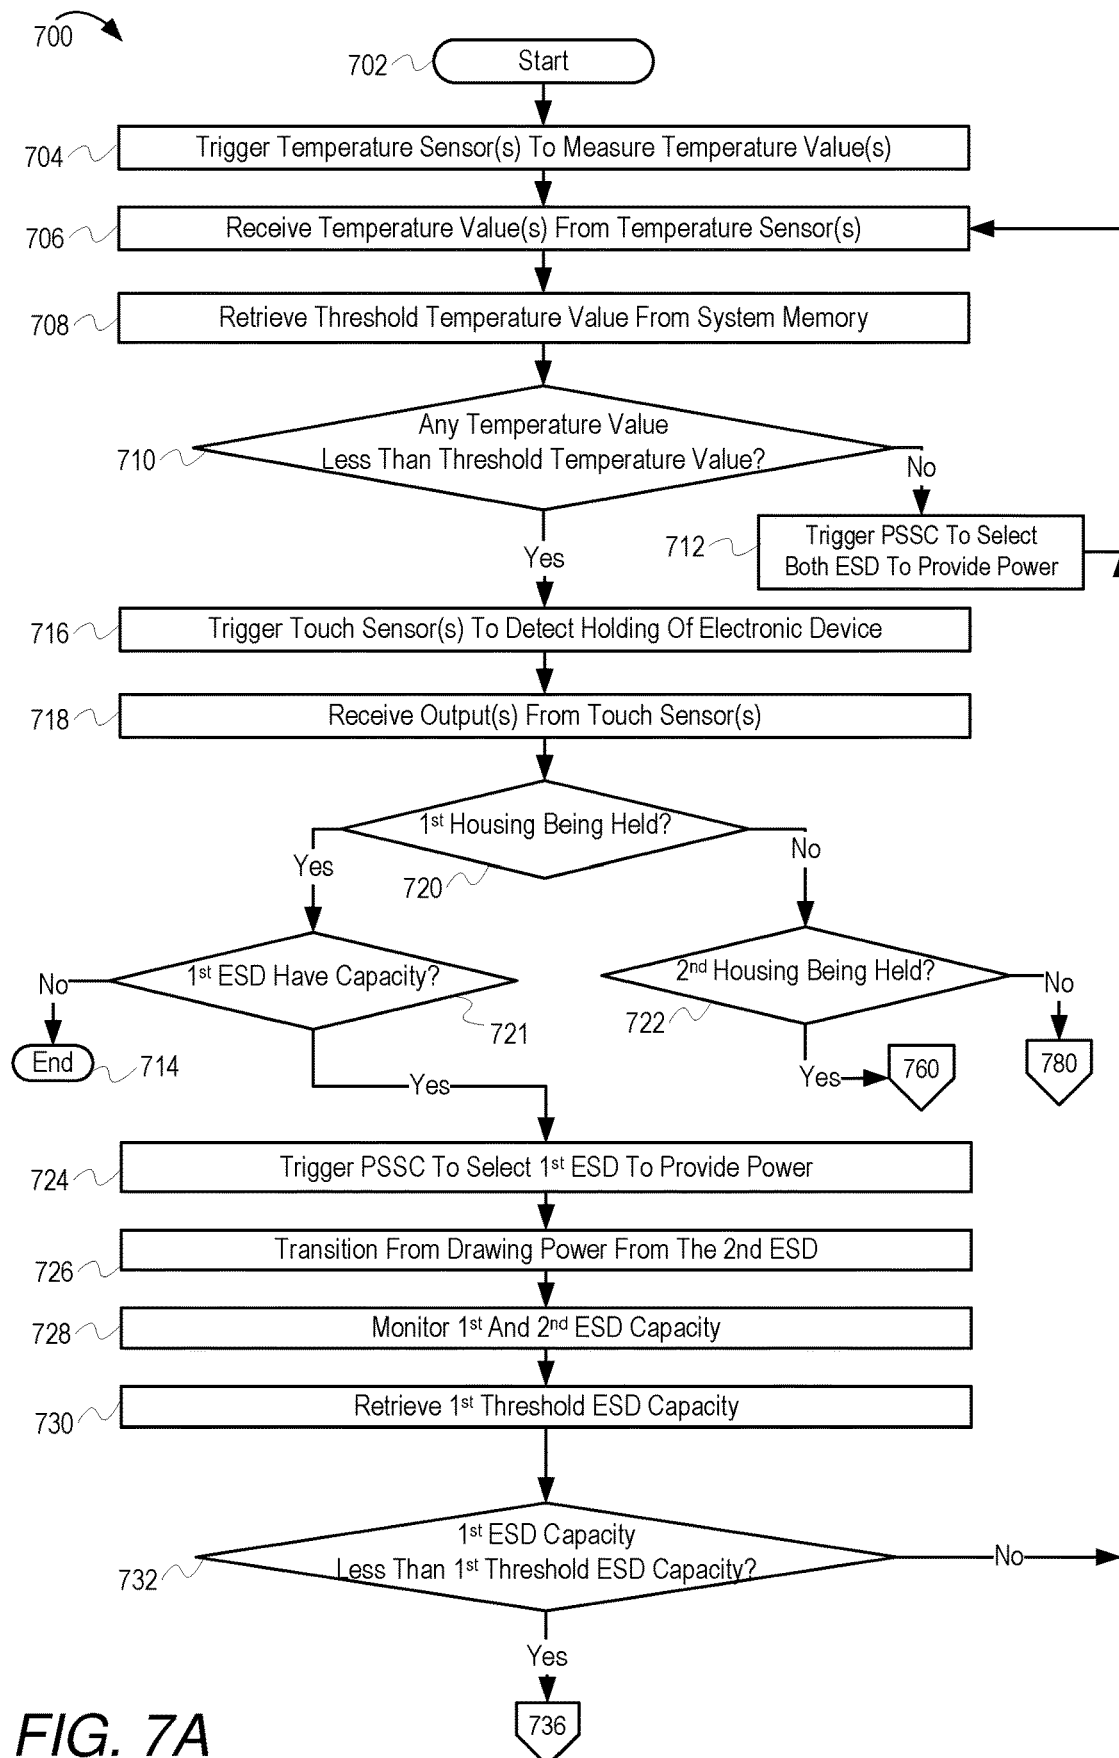 700
702
Start
704
Trigger Temperature Sensor(s) To Measure Temperature Value(s)
706
Receive Temperature Value(s) From Temperature Sensor(s)
708
Retrieve Threshold Temperature Value From System Memory
710
Any Temperature Value
Less Than Threshold Temperature Value?
No
Yes
712
Trigger PSSC To Select
Both ESD To Provide Power
716
Trigger Touch Sensor(s) To Detect Holding Of Electronic Device
718
Receive Output(s) From Touch Sensor(s)
1st Housing Being Held?
720
Yes
No
1st ESD Have Capacity?
721
No
End
714
Yes
2nd Housing Being Held?
722
No
Yes
760
780
724
Trigger PSSC To Select 1st ESD To Provide Power
726
Transition From Drawing Power From The 2nd ESD
728
Monitor 1st And 2nd ESD Capacity
730
Retrieve 1st Threshold ESD Capacity
732
1st ESD Capacity
Less Than 1st Threshold ESD Capacity?
No
Yes
736
FIG. 7A